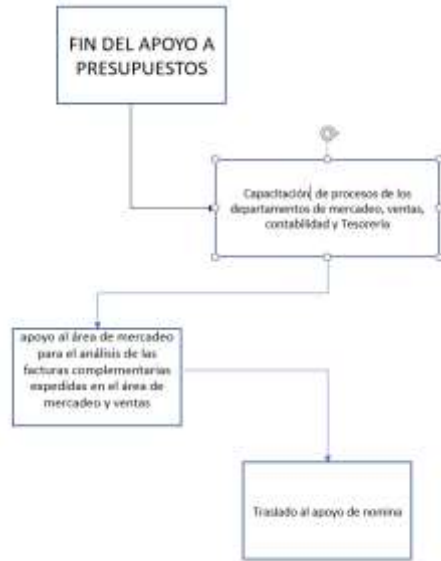 FIN DEL APOYO A
PRESUPUESTOS
Capacitación de procesos de los
departamentos de mercadeo, ventas,
contabilidad y Tesoreria
apoyo al área de mercadeo
para el análisis de las
facturas complementarias
expedidas en el área de
mercadeo y ventas
Traslado al apoyo de nomina